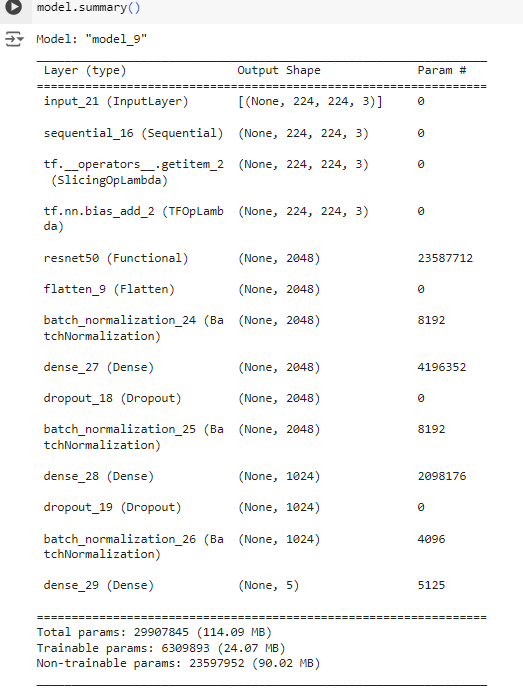 model.summary()
Model: "model_9"
Layer (type) Output Shape Param #
input_21 (InputLayer) [(None, 224, 224, 3)] 0
sequential_16 (Sequential) (None, 224, 224, 3) 0
tf.__operators__.getitem_2 (None, 224, 224, 3) 0
(SlicingOpLambda)
tf.nn.bias_add_2 (TFOpLamb (None, 224, 224, 3) 0
da)
resnet50 (Functional) (None, 2048) 23587712
flatten_9 (Flatten) (None, 2048) 0
batch_normalization_24 (Ba (None, 2048) 8192
tchNormalization)
dense_27 (Dense) (None, 2048) 4196352
dropout_18 (Dropout) (None, 2048) 0
batch_normalization_25 (Ba (None, 2048) 8192
tchNormalization)
dense_28 (Dense) (None, 1024) 2098176
dropout_19 (Dropout) (None, 1024) 0
batch_normalization_26 (Ba (None, 1024) 4096
tchNormalization)
dense_29 (Dense) (None, 5) 5125
Total params: 29907845 (114.09 MB)
Trainable params: 6309893 (24.07 MB)
Non-trainable params: 23597952 (90.02 MB)